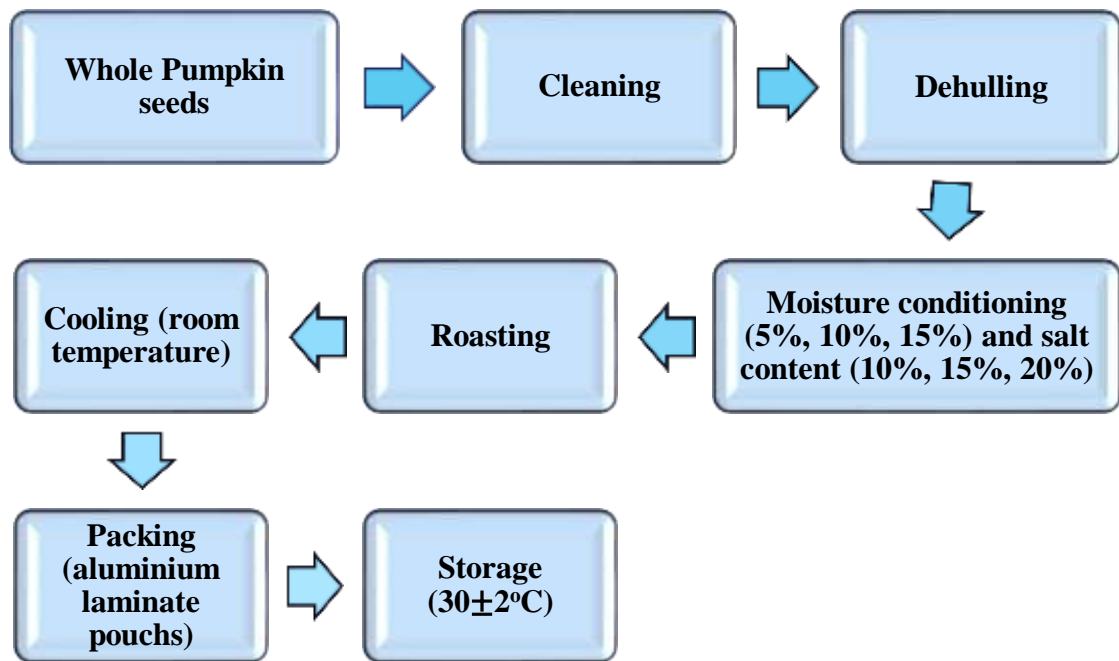 Whole Pumpkin
seeds
Cleaning
Dehulling
Moisture conditioning
(5%, 10%, 15%) and salt
content (10%, 15%, 20%)
Roasting
Cooling (room
temperature)
Packing
(aluminium
laminate
pouchs)
Storage
(30±2°C)